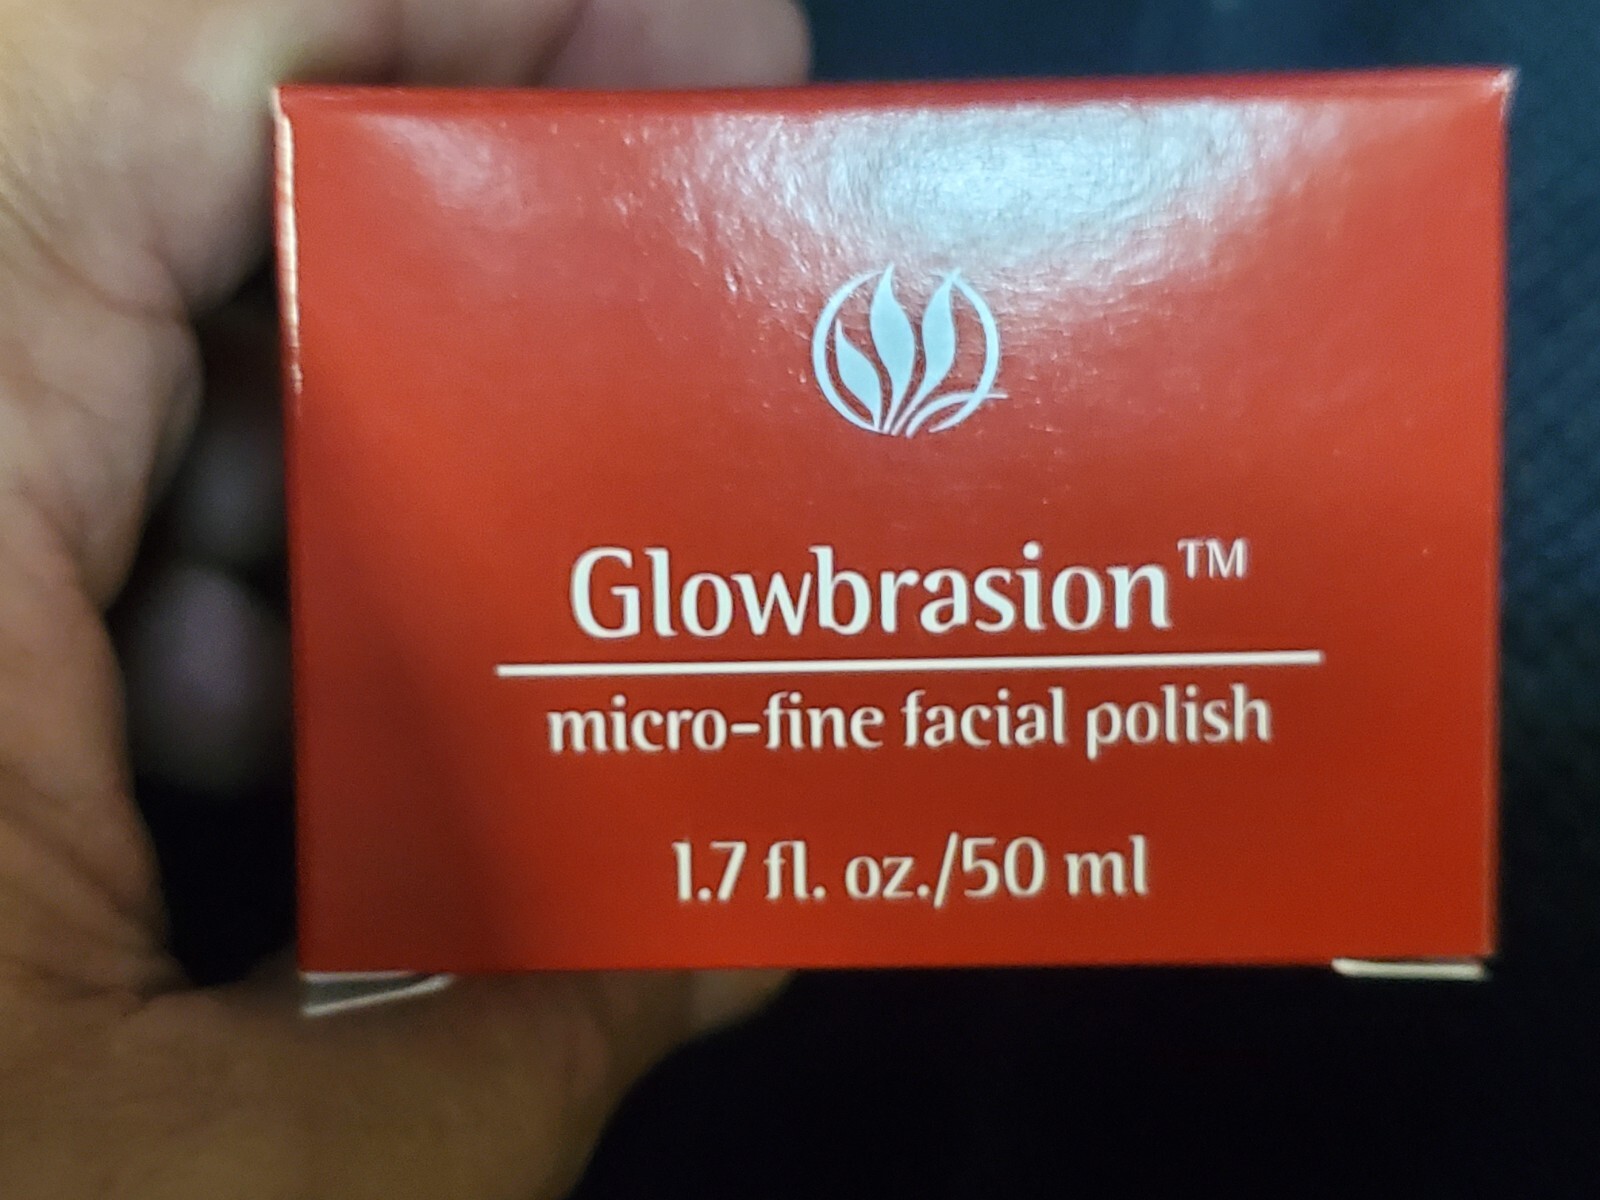 Glowbrasion™
micro-fine facial polish
1.7 fl. oz./50 ml